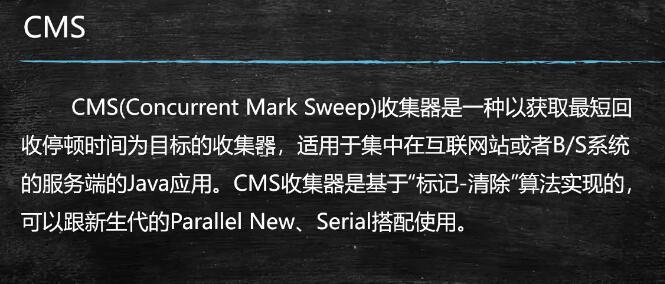 CMS
CMS(Concurrent Mark Sweep)收集器是一种以获取最短回
收停顿时间为目标的收集器，适用于集中在互联网站或者B/S系统
的服务端的Java应用。CMS收集器是基于“标记-清除”算法实现的，
可以跟新生代的Parallel New、Serial搭配使用。